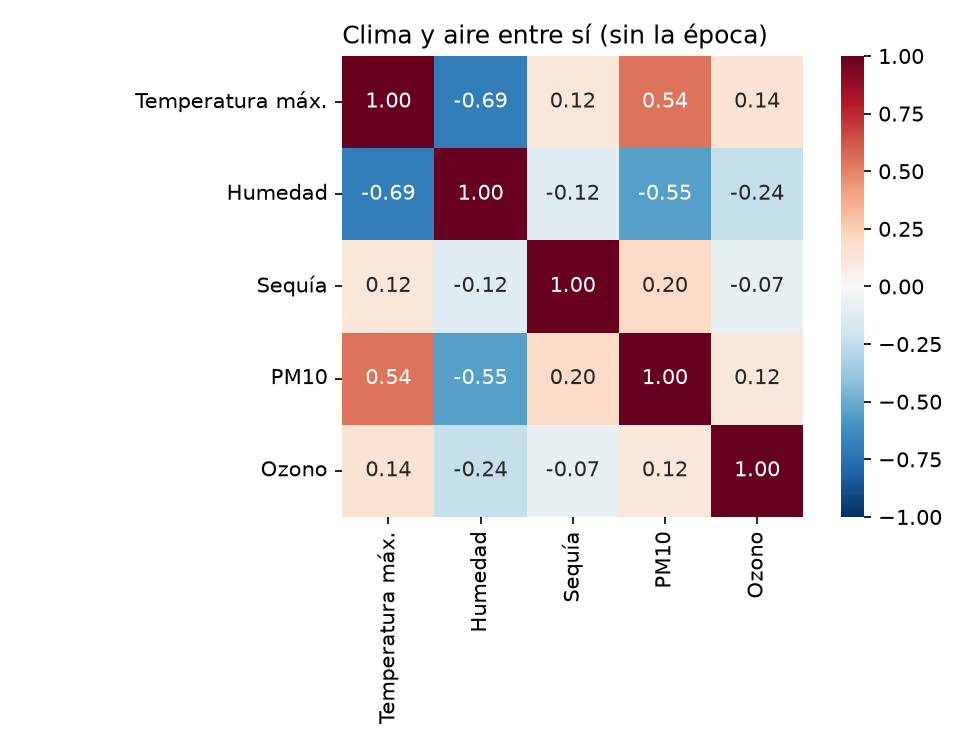 Clima y aire entre sí (sin la época)
Temperatura máx. 1.00 -0.69 0.12 0.54 0.14
Humedad -0.69 1.00 -0.12 -0.55 -0.24
Sequía 0.12 -0.12 1.00 0.20 -0.07
PM10 0.54 -0.55 0.20 1.00 0.12
Ozono 0.14 -0.24 -0.07 0.12 1.00
Temperatura máx.
Humedad
Sequía
PM10
Ozono
1.00
0.75
0.50
0.25
0.00
−0.25
−0.50
−0.75
−1.00